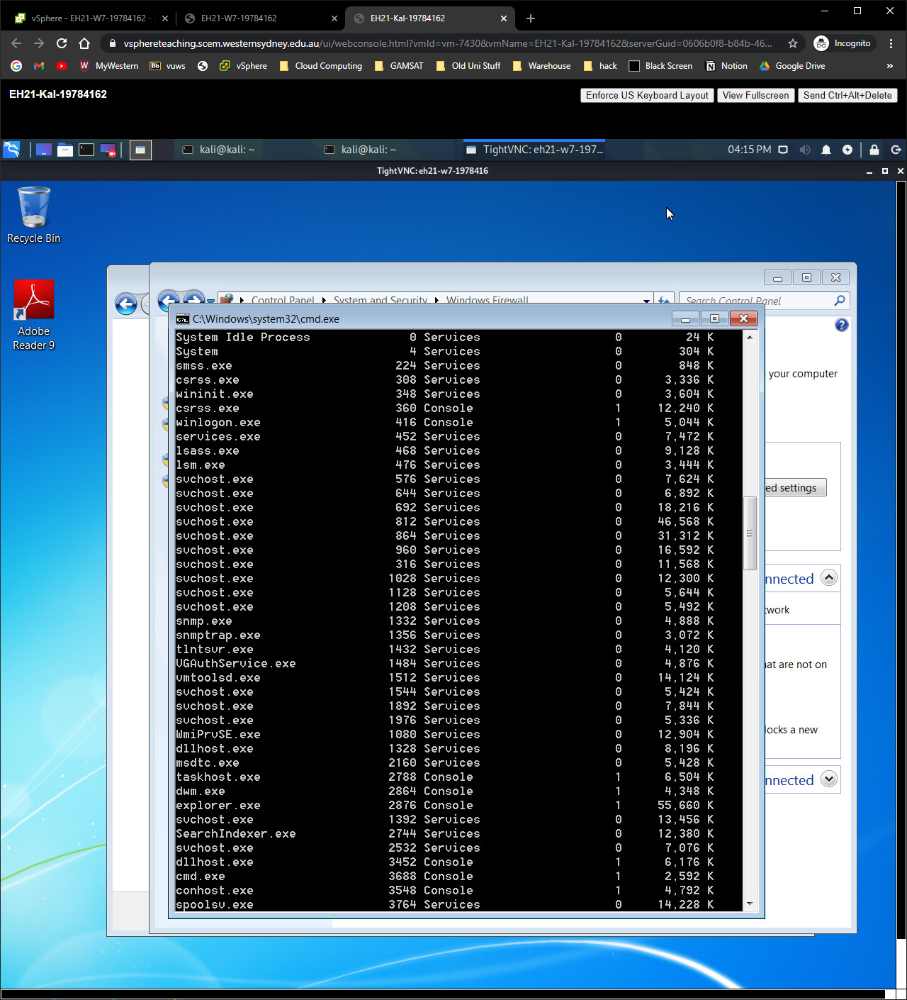 vSphere - EH21-W7-19784162 -
EH21-W7-19784162
EH21-Kal-19784162
vsphereteaching.scem.westernsydney.edu.au/ui/webconsole.html?vmId=vm-7430&vmName=EH21-Kal-19784162&serverGuid=0606b0f8-b84b-46...
Incognito
MyWestern
Bb vuws
vSphere
Cloud Computing
GAMSAT
Old Uni Stuff
Warehouse
hack
Black Screen
Notion
Google Drive
»
EH21-Kal-19784162
Enforce US Keyboard Layout
View Fullscreen
Send Ctrl+Alt+Delete
kali@kali: ~
kali@kali: ~
TightVNC: eh21-w7-197...
04:15 PM
TightVNC: eh21-w7-1978416
Recycle Bin
Adobe
Reader 9
Control Panel
System and Security
Windows Firewall
Search Control Panel
C:\Windows\system32\cmd.exe
System Idle Process 0 Services 0 24 K
System 4 Services 0 304 K
smss.exe 224 Services 0 848 K
csrss.exe 308 Services 0 3,336 K
wininit.exe 348 Services 0 3,604 K
csrss.exe 360 Console 1 12,240 K
winlogon.exe 416 Console 1 5,044 K
services.exe 452 Services 0 7,472 K
lsass.exe 468 Services 0 9,128 K
lsm.exe 476 Services 0 3,444 K
svchost.exe 576 Services 0 7,624 K
svchost.exe 644 Services 0 6,892 K
svchost.exe 692 Services 0 18,216 K
svchost.exe 812 Services 0 46,568 K
svchost.exe 864 Services 0 31,312 K
svchost.exe 960 Services 0 16,592 K
svchost.exe 316 Services 0 11,568 K
svchost.exe 1028 Services 0 12,300 K
svchost.exe 1128 Services 0 5,644 K
svchost.exe 1208 Services 0 5,492 K
snmp.exe 1332 Services 0 4,888 K
snmptrap.exe 1356 Services 0 3,072 K
tlntsvr.exe 1432 Services 0 4,120 K
VGAuthService.exe 1484 Services 0 4,876 K
vmtoolsd.exe 1512 Services 0 14,124 K
svchost.exe 1544 Services 0 5,424 K
svchost.exe 1892 Services 0 7,844 K
svchost.exe 1976 Services 0 5,336 K
WmiPrvSE.exe 1080 Services 0 12,904 K
dllhost.exe 1328 Services 0 8,196 K
msdtc.exe 2160 Services 0 5,428 K
taskhost.exe 2788 Console 1 6,504 K
dwm.exe 2864 Console 1 4,348 K
explorer.exe 2876 Console 1 55,660 K
svchost.exe 1392 Services 0 13,456 K
SearchIndexer.exe 2744 Services 0 12,380 K
svchost.exe 2532 Services 0 7,076 K
dllhost.exe 3452 Console 1 6,176 K
cmd.exe 3688 Console 1 2,592 K
conhost.exe 3548 Console 1 4,792 K
spoolsv.exe 3764 Services 0 14,228 K
your computer
ed settings
nnected
twork
hat are not on
locks a new
nnected